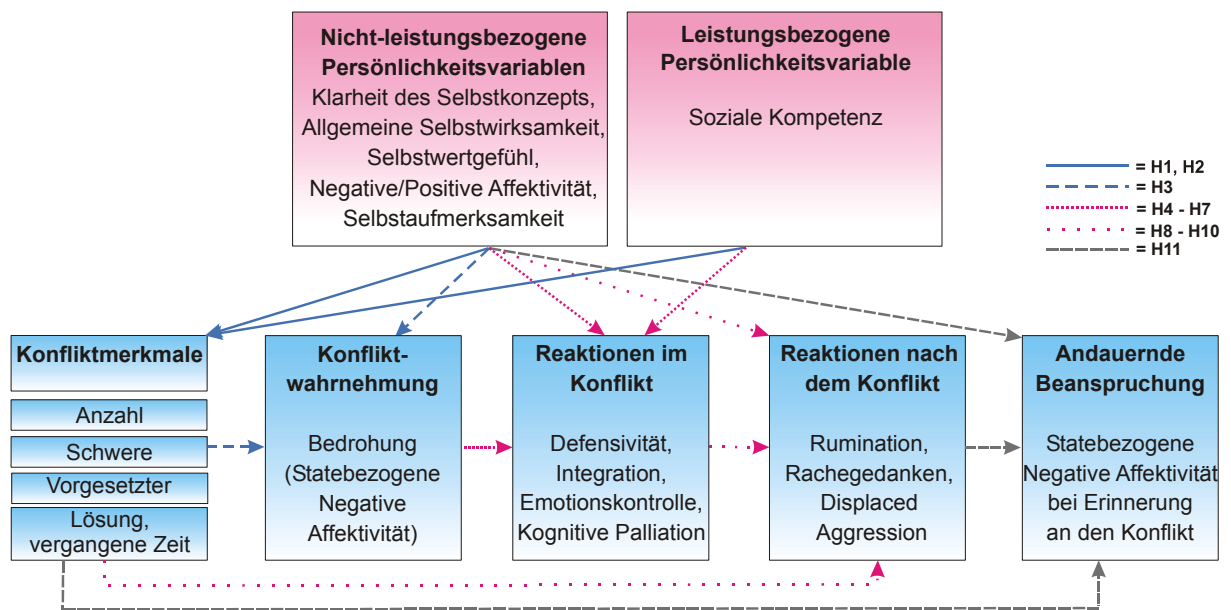 Nicht-leistungsbezogene
Persönlichkeitsvariablen
Klarheit des Selbstkonzepts,
Allgemeine Selbstwirksamkeit,
Selbstwertgefühl,
Negative/Positive Affektivität,
Selbstaufmerksamkeit
Leistungsbezogene
Persönlichkeitsvariable
Soziale Kompetenz
= H1, H2
= H3
= H4 - H7
= H8 - H10
= H11
Konfliktmerkmale
Anzahl
Schwere
Vorgesetzter
Lösung,
vergangene Zeit
Konflikt-
wahrnehmung
Bedrohung
(Statebezogene
Negative
Affektivität)
Reaktionen im
Konflikt
Defensivität,
Integration,
Emotionskontrolle,
Kognitive Palliation
Reaktionen nach
dem Konflikt
Rumination,
Rachegedanken,
Displaced
Aggression
Andauernde
Beanspruchung
Statebezogene
Negative Affektivität
bei Erinnerung
an den Konflikt